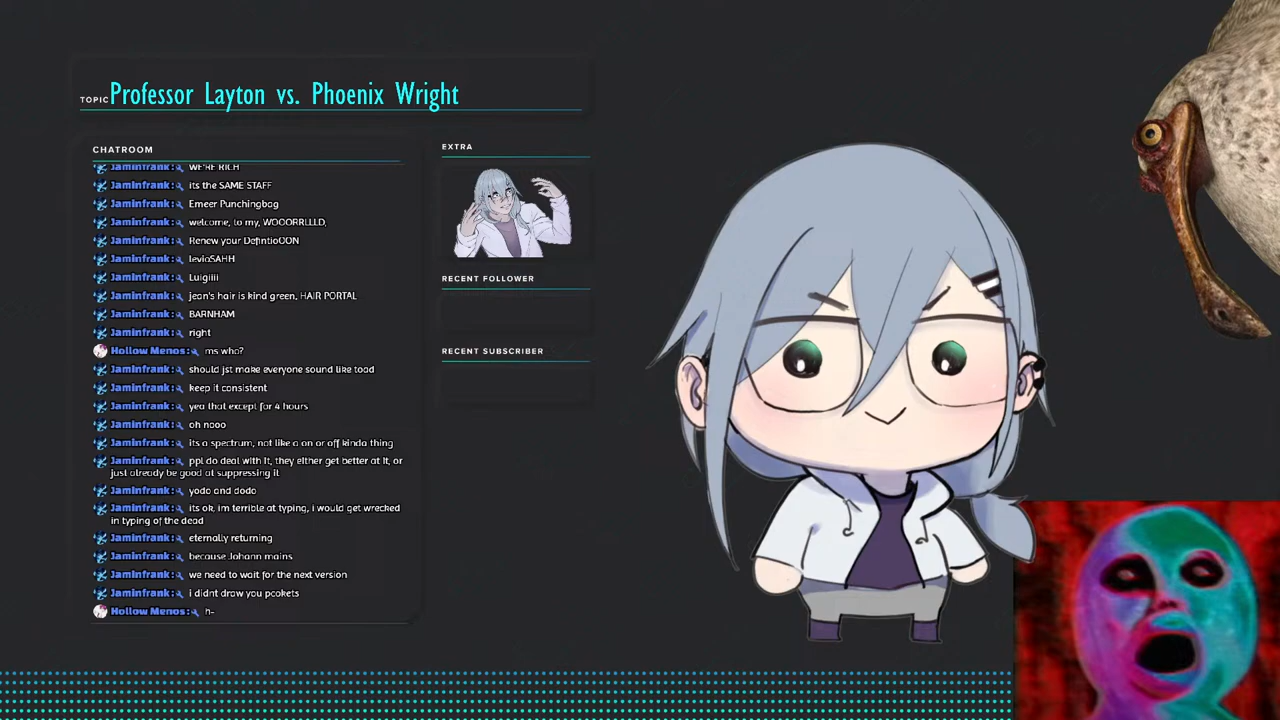 TOPIC Professor Layton vs. Phoenix Wright
CHATROOM
Jaminfrank: WE'RE RICH
Jaminfrank: its the SAME STAFF
Jaminfrank: Emeer Punchingbag
Jaminfrank: welcome, to my, WOOORRLLLD,
Jaminfrank: Renew your DefintioOON
Jaminfrank: levioSAHH
Jaminfrank: Luigiiii
Jaminfrank: jean's hair is kind green, HAIR PORTAL
Jaminfrank: BARNHAM
Jaminfrank: right
Hollow Menos: ms who?
Jaminfrank: should jst make everyone sound like toad
Jaminfrank: keep it consistent
Jaminfrank: yea that except for 4 hours
Jaminfrank: oh nooo
Jaminfrank: its a spectrum, not like a on or off kinda thing
Jaminfrank: ppl do deal with it, they either get better at it, or
just already be good at suppressing it
Jaminfrank: yodo and dodo
Jaminfrank: its ok, im terrible at typing, i would get wrecked
in typing of the dead
Jaminfrank: eternally returning
Jaminfrank: because Johann mains
Jaminfrank: we need to wait for the next version
Jaminfrank: i didnt draw you pcokets
Hollow Menos: h-
EXTRA
RECENT FOLLOWER
RECENT SUBSCRIBER